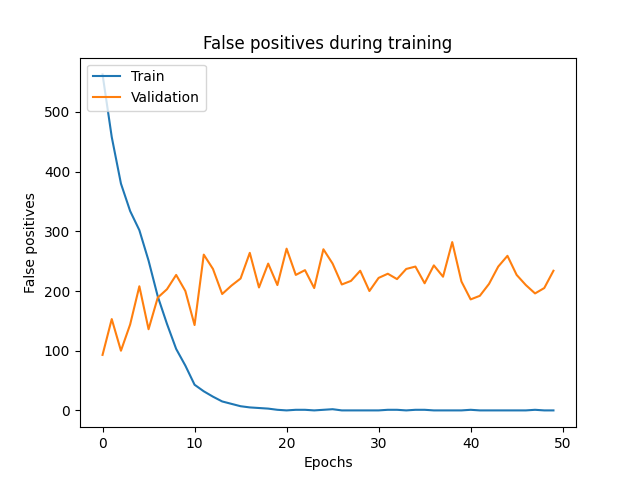 False positives during training
Train
Validation
500
400
300
200
100
0
False positives
0 10 20 30 40 50
Epochs